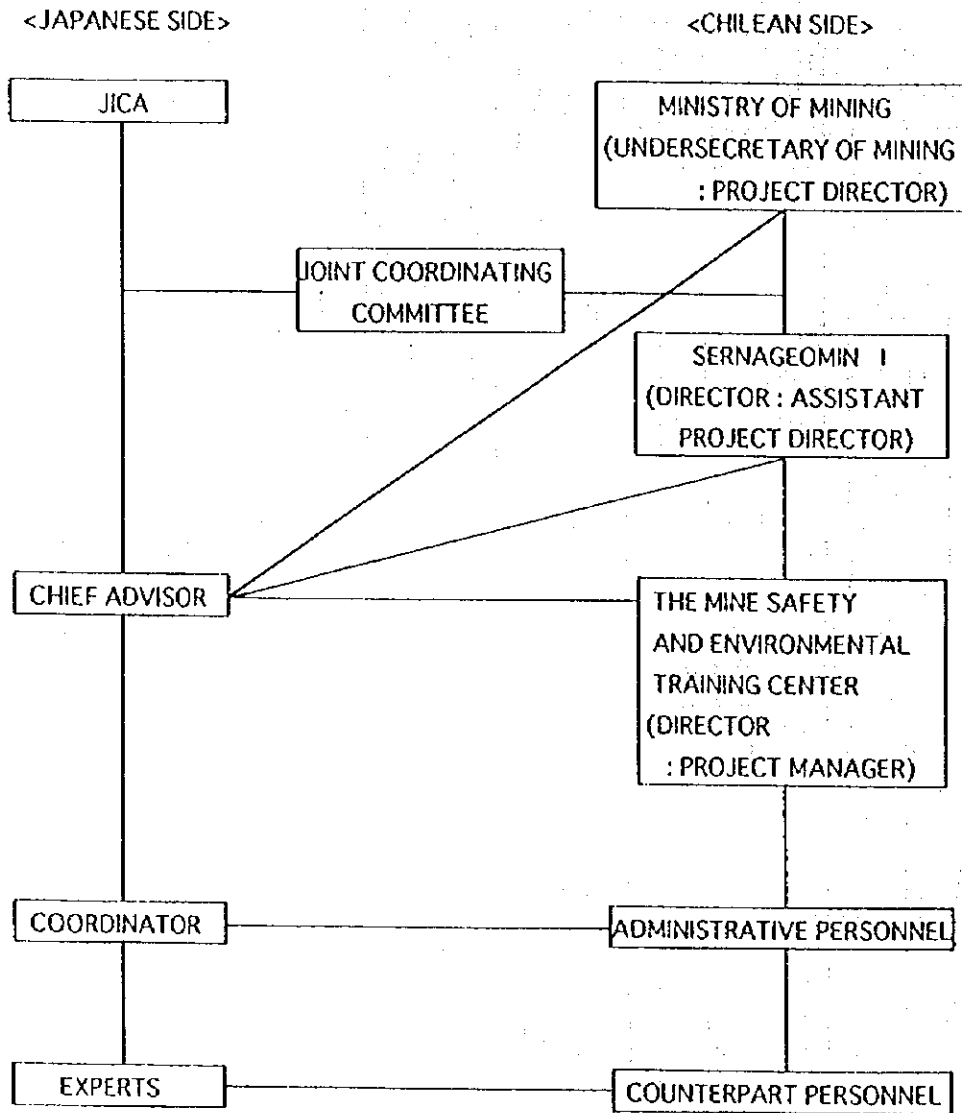 <JAPANESE SIDE>
<CHILEAN SIDE>
JICA
MINISTRY OF MINING
(UNDERSECRETARY OF MINING
: PROJECT DIRECTOR)
JOINT COORDINATING
COMMITTEE
SERNAGEOMIN I
(DIRECTOR : ASSISTANT
PROJECT DIRECTOR)
CHIEF ADVISOR
THE MINE SAFETY
AND ENVIRONMENTAL
TRAINING CENTER
(DIRECTOR
: PROJECT MANAGER)
COORDINATOR
ADMINISTRATIVE PERSONNEL
EXPERTS
COUNTERPART PERSONNEL